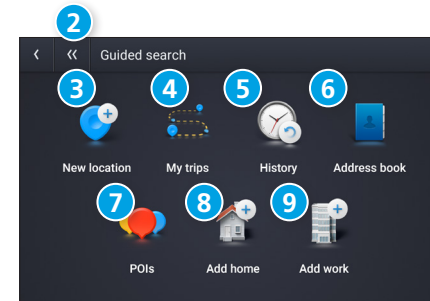 2
‹ « Guided search
3 4 5 6
New location My trips History Address book
7 8 9
POIs Add home Add work